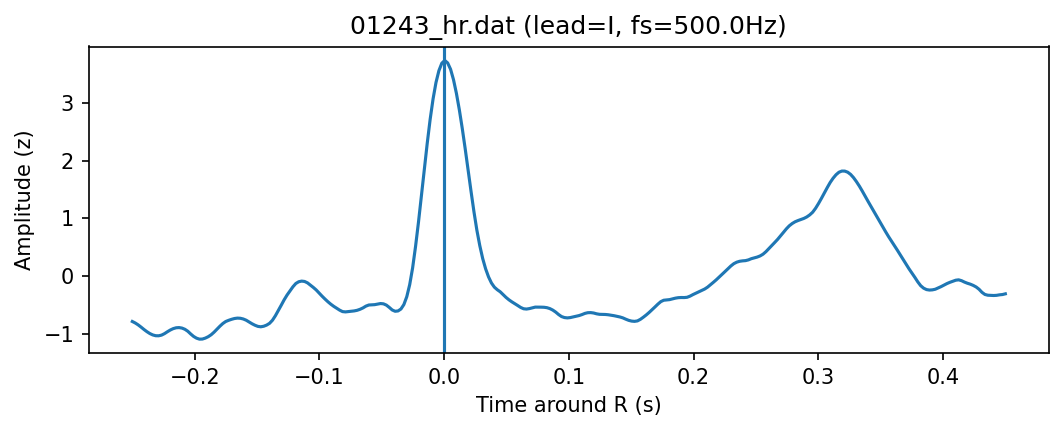 01243_hr.dat (lead=I, fs=500.0Hz)
Amplitude (z)
3
2
1
0
−1
−0.2 −0.1 0.0 0.1 0.2 0.3 0.4
Time around R (s)